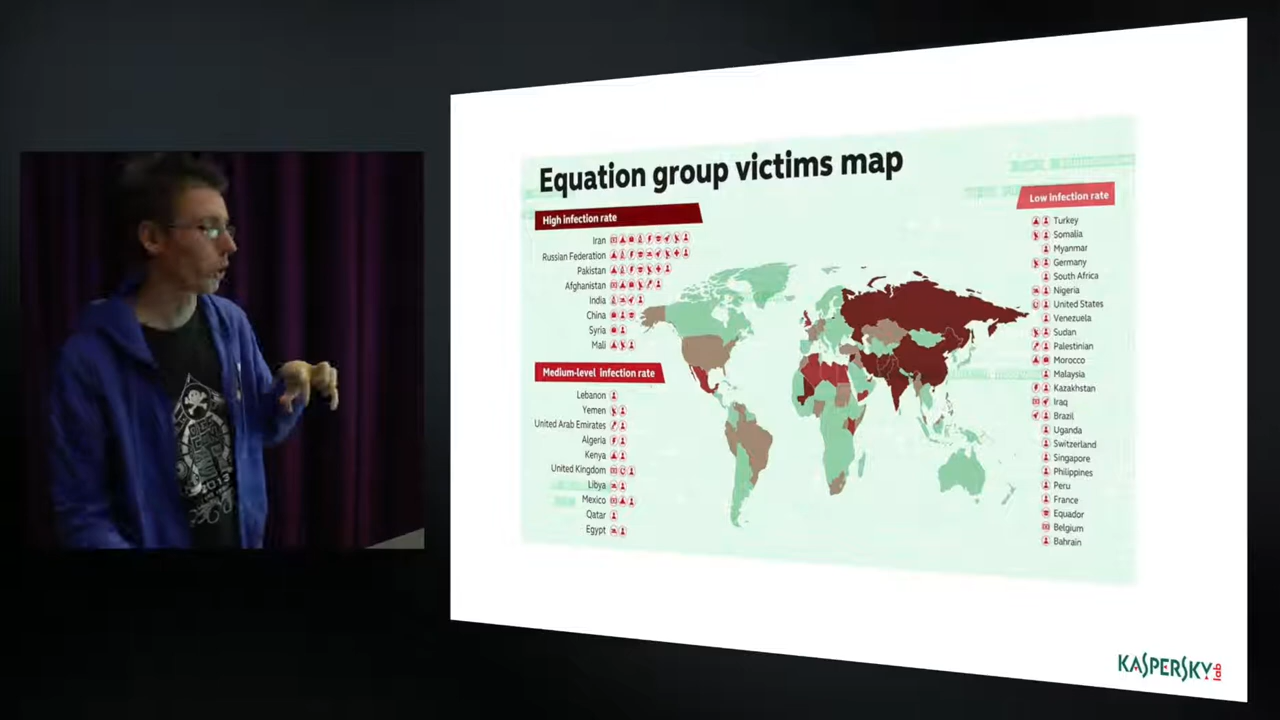 Equation group victims map
High infection rate
Iran
Russian Federation
Pakistan
Afghanistan
India
China
Syria
Mali
Medium-level infection rate
Lebanon
Yemen
United Arab Emirates
Algeria
Kenya
United Kingdom
Libya
Mexico
Qatar
Egypt
Low infection rate
Turkey
Somalia
Myanmar
Germany
South Africa
Nigeria
United States
Venezuela
Sudan
Palestinian
Morocco
Malaysia
Kazakhstan
Iraq
Brazil
Uganda
Switzerland
Singapore
Philippines
Peru
France
Equador
Belgium
Bahrain
KASPERSKY lab
2013